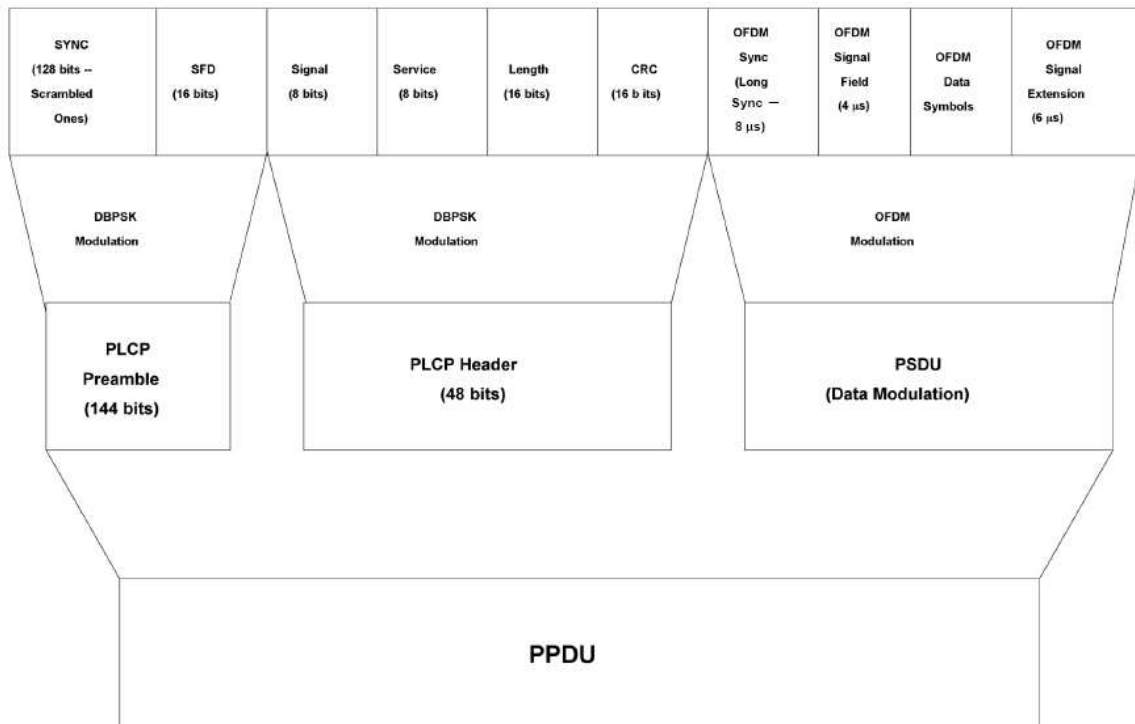 SYNC
(128 bits --
Scrambled
Ones)
SFD
(16 bits)
Signal
(8 bits)
Service
(8 bits)
Length
(16 bits)
CRC
(16 b its)
OFDM
Sync
(Long
Sync —
8 μs)
OFDM
Signal
Field
(4 μs)
OFDM
Data
Symbols
OFDM
Signal
Extension
(6 μs)
DBPSK
Modulation
DBPSK
Modulation
OFDM
Modulation
PLCP
Preamble
(144 bits)
PLCP Header
(48 bits)
PSDU
(Data Modulation)
PPDU